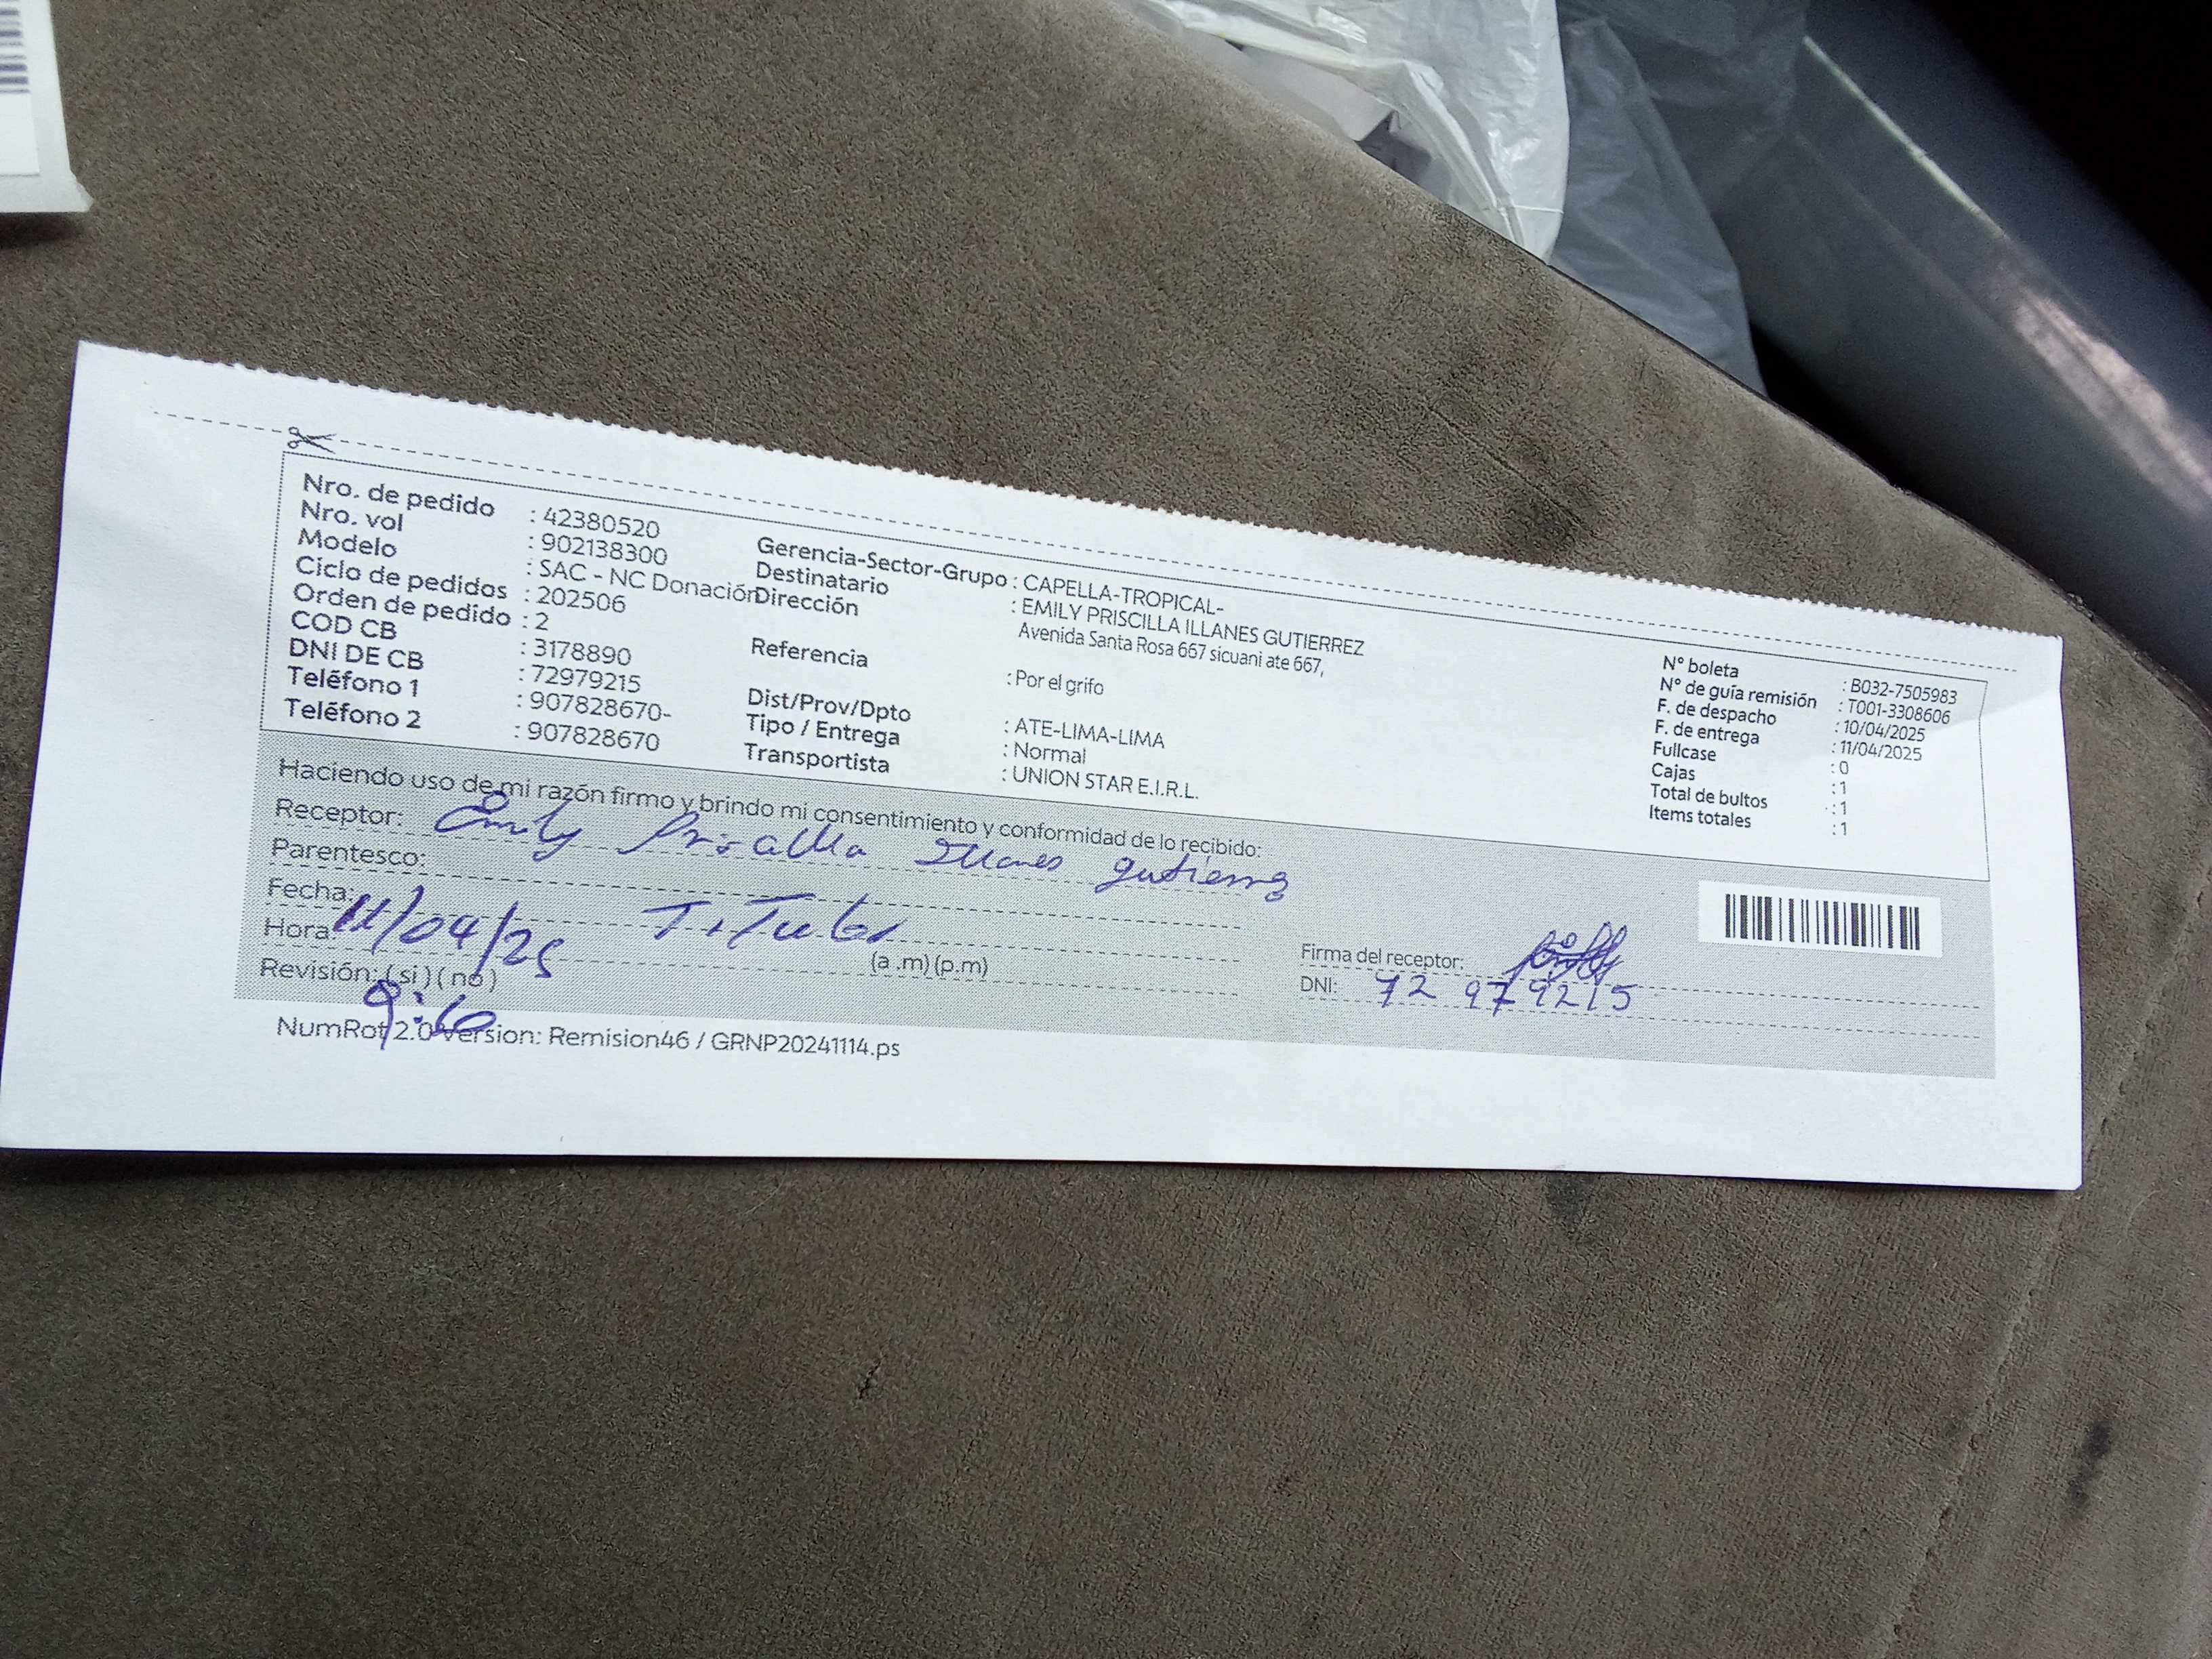 Nro. de pedido : 42380520
Nro. vol : 902138300
Modelo : SAC - NC Donación
Ciclo de pedidos : 202506
Orden de pedido : 2
COD CB : 3178890
DNI DE CB : 72979215
Teléfono 1 : 907828670-
Teléfono 2 : 907828670
Gerencia-Sector-Grupo : CAPELLA-TROPICAL-
Destinatario : EMILY PRISCILLA ILLANES GUTIERREZ
Dirección Avenida Santa Rosa 667 sicuani ate 667,
Referencia : Por el grifo
Dist/Prov/Dpto : ATE-LIMA-LIMA
Tipo / Entrega : Normal
Transportista : UNION STAR E.I.R.L.
N° boleta : B032-7505983
N° de guía remisión : T001-3308606
F. de despacho : 10/04/2025
F. de entrega : 11/04/2025
Fullcase : 0
Cajas : 1
Total de bultos : 1
Items totales : 1
Haciendo uso de mi razón firmo y brindo mi consentimiento y conformidad de lo recibido:
Receptor: Emily Priscilla Illanes gutierrez
Parentesco: Titular
Fecha: 11/04/25
Hora: (a .m) (p.m)
Revisión: ( si ) ( no )
Firma del receptor:
DNI: 72 979215
NumRot 2.0 Version: Remision46 / GRNP20241114.ps